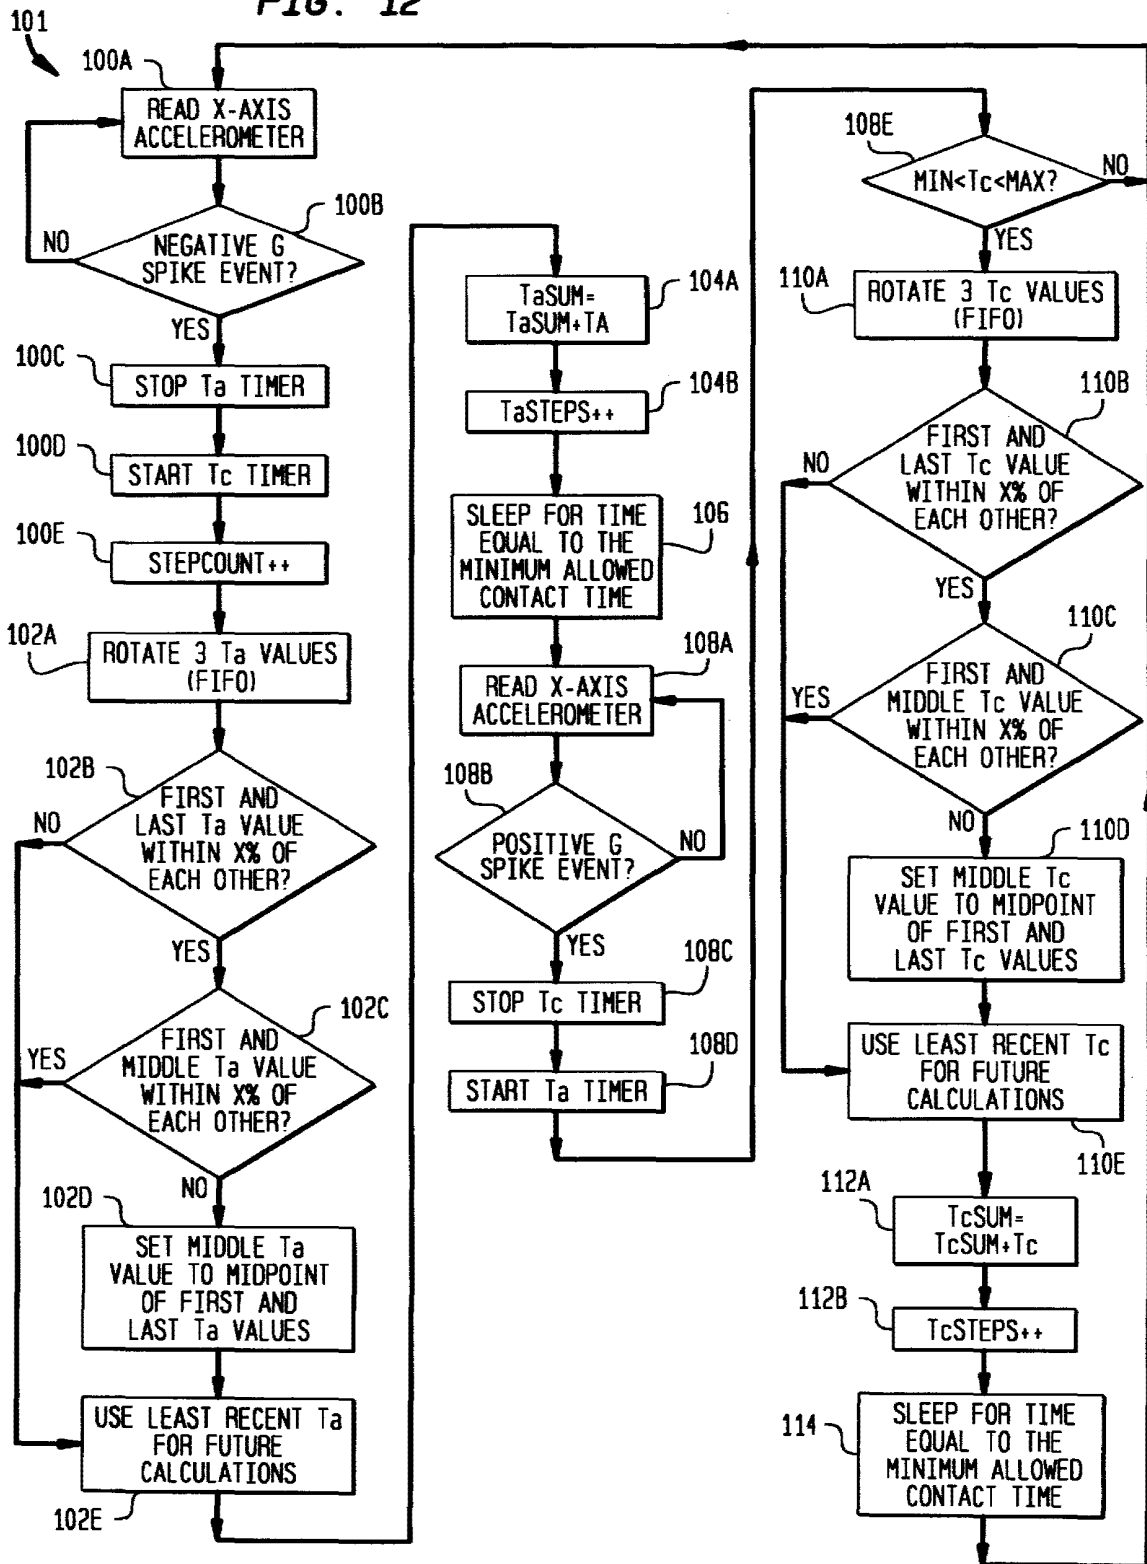 FIG. 12
101
100A
READ X-AXIS
ACCELEROMETER
100B
NO
NEGATIVE G
SPIKE EVENT?
YES
100C
STOP Ta TIMER
100D
START Tc TIMER
100E
STEPCOUNT++
102A
ROTATE 3 Ta VALUES
(FIFO)
102B
NO
FIRST AND
LAST Ta VALUE
WITHIN X% OF
EACH OTHER?
YES
102C
YES
FIRST AND
MIDDLE Ta VALUE
WITHIN X% OF
EACH OTHER?
NO
102D
SET MIDDLE Ta
VALUE TO MIDPOINT
OF FIRST AND
LAST Ta VALUES
USE LEAST RECENT Ta
FOR FUTURE
CALCULATIONS
102E
104A
TaSUM=
TaSUM+TA
104B
TaSTEPS++
106
SLEEP FOR TIME
EQUAL TO THE
MINIMUM ALLOWED
CONTACT TIME
108A
READ X-AXIS
ACCELEROMETER
108B
POSITIVE G
SPIKE EVENT?
NO
YES
108C
STOP Tc TIMER
108D
START Ta TIMER
108E
MIN<Tc<MAX?
NO
YES
110A
ROTATE 3 Tc VALUES
(FIFO)
110B
NO
FIRST AND
LAST Tc VALUE
WITHIN X% OF
EACH OTHER?
YES
110C
YES
FIRST AND
MIDDLE Tc VALUE
WITHIN X% OF
EACH OTHER?
NO
110D
SET MIDDLE Tc
VALUE TO MIDPOINT
OF FIRST AND
LAST Tc VALUES
USE LEAST RECENT Tc
FOR FUTURE
CALCULATIONS
110E
112A
TcSUM=
TcSUM+Tc
112B
TcSTEPS++
114
SLEEP FOR TIME
EQUAL TO THE
MINIMUM ALLOWED
CONTACT TIME